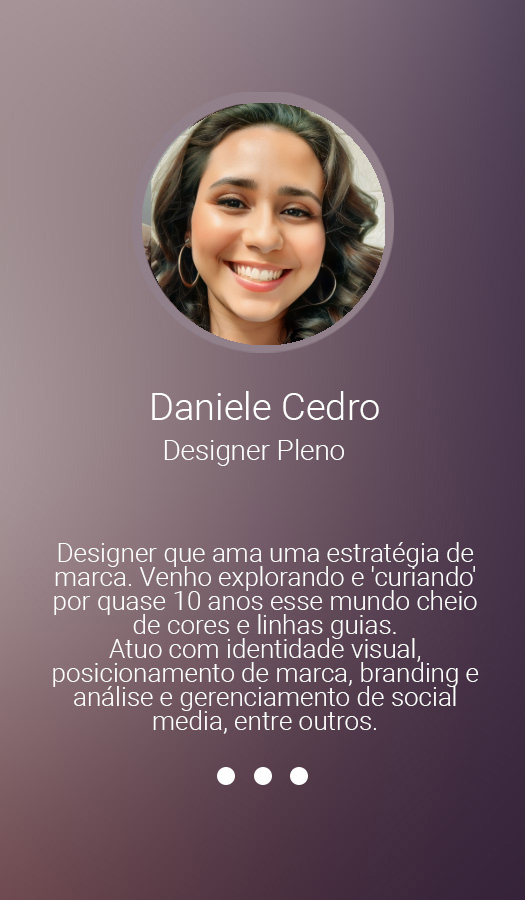 Daniele Cedro
Designer Pleno
Designer que ama uma estratégia de
marca. Venho explorando e 'curiando'
por quase 10 anos esse mundo cheio
de cores e linhas guias.
Atuo com identidade visual,
posicionamento de marca, branding e
análise e gerenciamento de social
media, entre outros.